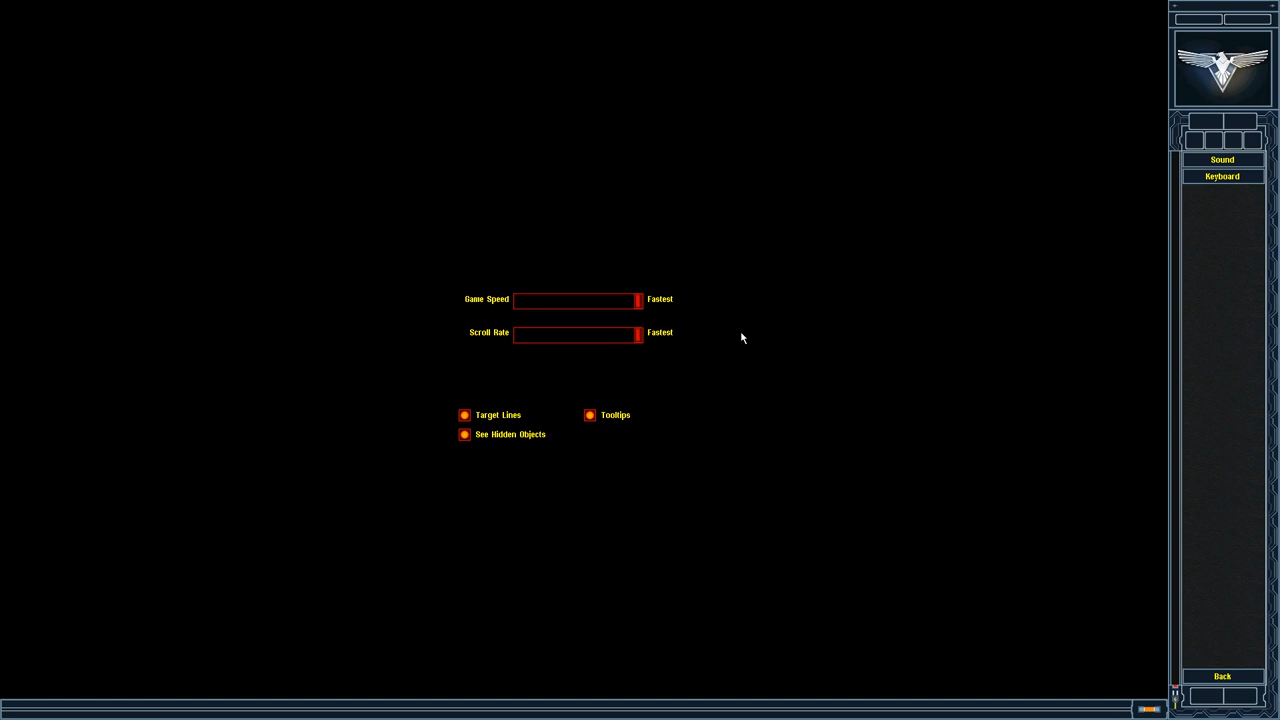 Sound
Keyboard
Game Speed Fastest
Scroll Rate Fastest
Target Lines Tooltips
See Hidden Objects
Back